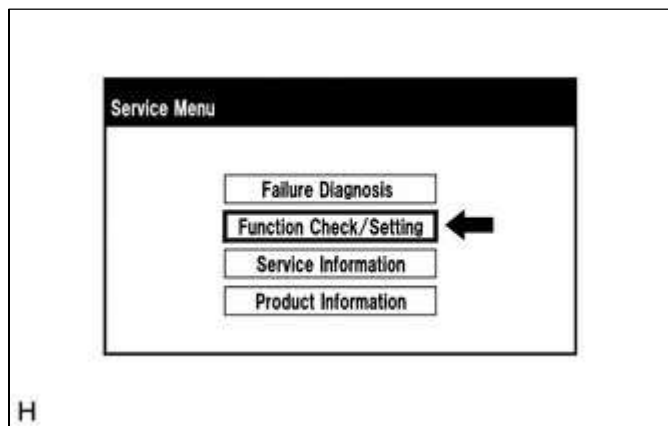 Service Menu
Failure Diagnosis
Function Check/Setting
Service Information
Product Information
H